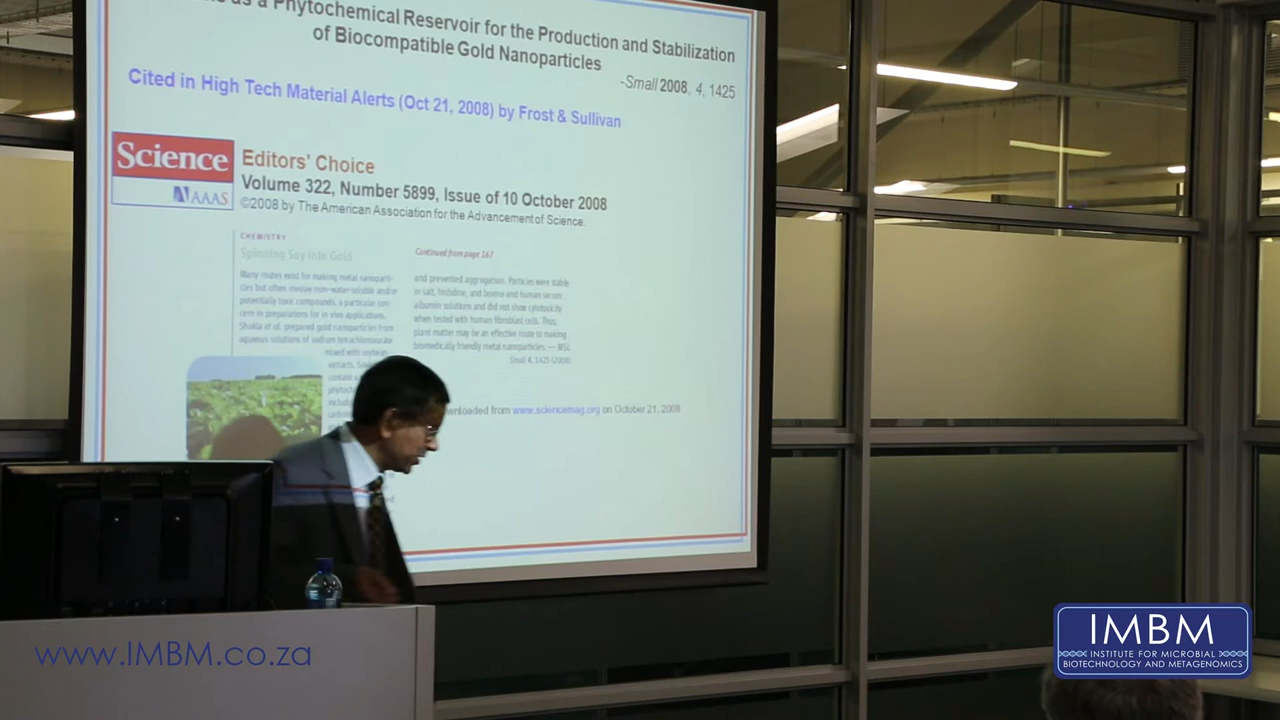 as a Phytochemical Reservoir for the Production and Stabilization
of Biocompatible Gold Nanoparticles
-Small 2008, 4, 1425
Cited in High Tech Material Alerts (Oct 21, 2008) by Frost & Sullivan
Science
AAAS
Editors' Choice
Volume 322, Number 5899, Issue of 10 October 2008
©2008 by The American Association for the Advancement of Science.
CHEMISTRY
Spinning Soy Into Gold
Many routes exist for making metal nanoparti-
cles but often involve non-water-soluble and/or
potentially toxic compounds, a particular con-
cern in preparations for in vivo applications.
Shukla et al. prepared gold nanoparticles from
aqueous solutions of sodium tetrachloroaurate
mixed with soybean
extracts.
contain a
Continued from page 167
and prevented aggregation. Particles were stable
in salt, histidine, and bovine and human serum
albumin solutions and did not show cytotoxicity
when tested with human fibroblast cells. Thus,
plant matter may be an effective route to making
biomedically friendly metal nanoparticles. — MSL
Small 4, 1425 (2008)
from www.sciencemag.org on October 21, 2008
www.IMBM.co.za
IMBM
INSTITUTE FOR MICROBIAL
BIOTECHNOLOGY AND METAGENOMICS